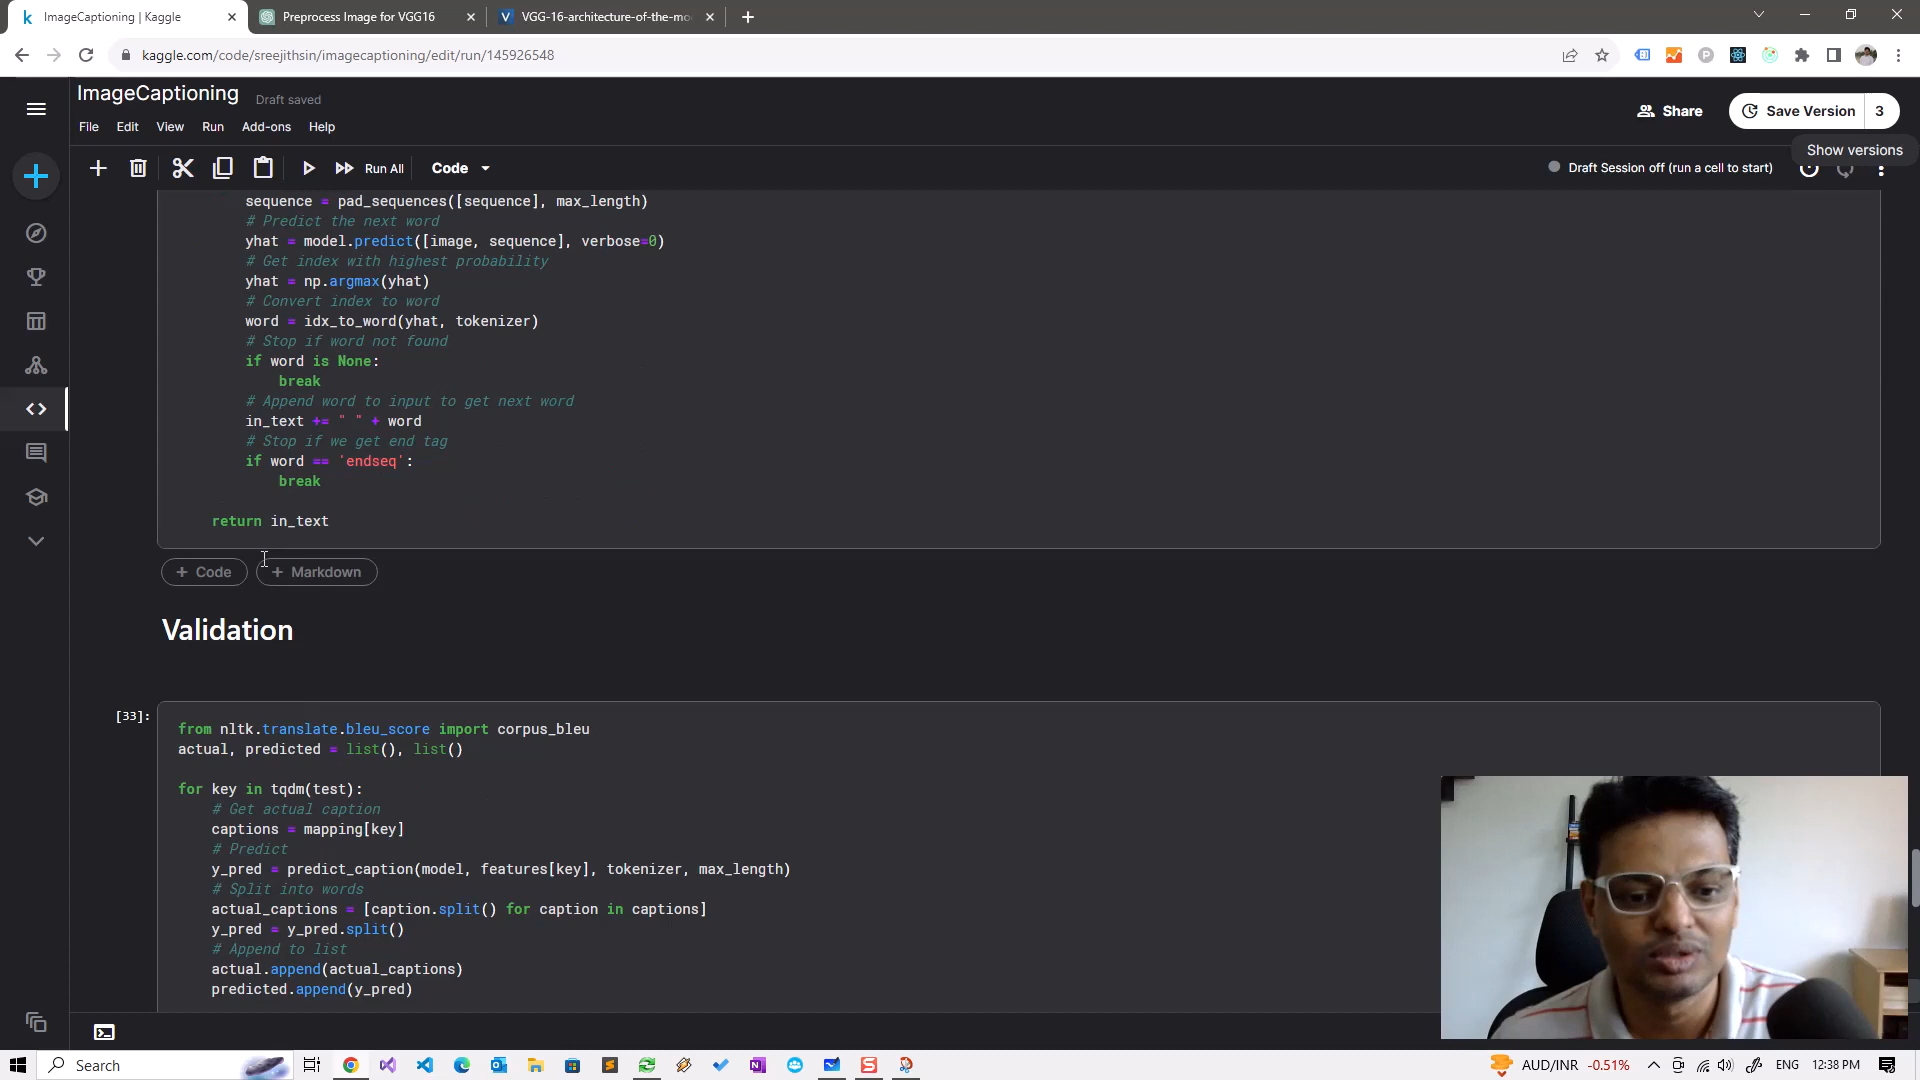 ImageCaptioning | Kaggle
Preprocess Image for VGG16
VGG-16-architecture-of-the-mo
kaggle.com/code/sreejithsin/imagecaptioning/edit/run/145926548
ImageCaptioning
Draft saved
Share
Save Version
3
File
Edit
View
Run
Add-ons
Help
Show versions
Run All
Code
Draft Session off (run a cell to start)
sequence = pad_sequences([sequence], max_length)
# Predict the next word
yhat = model.predict([image, sequence], verbose=0)
# Get index with highest probability
yhat = np.argmax(yhat)
# Convert index to word
word = idx_to_word(yhat, tokenizer)
# Stop if word not found
if word is None:
break
# Append word to input to get next word
in_text += " " + word
# Stop if we get end tag
if word == 'endseq':
break
return in_text
+ Code
+ Markdown
Validation
[33]:
from nltk.translate.bleu_score import corpus_bleu
actual, predicted = list(), list()
for key in tqdm(test):
# Get actual caption
captions = mapping[key]
# Predict
y_pred = predict_caption(model, features[key], tokenizer, max_length)
# Split into words
actual_captions = [caption.split() for caption in captions]
y_pred = y_pred.split()
# Append to list
actual.append(actual_captions)
predicted.append(y_pred)
Search
AUD/INR -0.51%
ENG
12:38 PM